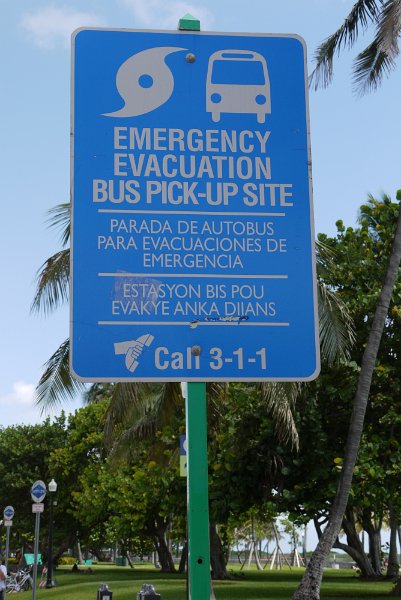 EMERGENCY
EVACUATION
BUS PICK-UP SITE
PARADA DE AUTOBUS
PARA EVACUACIONES DE
EMERGENCIA
ESTASYON BIS POU
EVAKYE ANKA DIJANS
Call 3-1-1